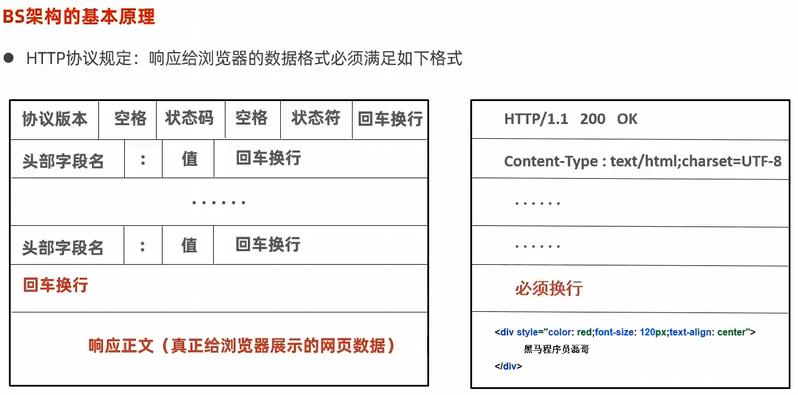 BS架构的基本原理
● HTTP协议规定：响应给浏览器的数据格式必须满足如下格式
协议版本 空格 状态码 空格 状态符 回车换行
头部字段名 : 值 回车换行
······
头部字段名 : 值 回车换行
回车换行
响应正文（真正给浏览器展示的网页数据）
HTTP/1.1 200 OK
Content-Type : text/html;charset=UTF-8
······
······
必须换行
<div style="color: red;font-size: 120px;text-align: center">
黑马程序员磊哥
</div>